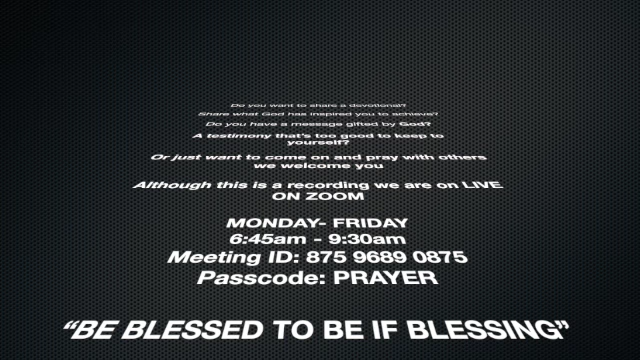 Do you want to share a devotional?
Share what God has inspired you to achieve?
Do you have a message gifted by God?
A testimony that's too good to keep to
yourself?
Or just want to come on and pray with others
we welcome you
Although this is a recording we are on LIVE
ON ZOOM
MONDAY- FRIDAY
6:45am - 9:30am
Meeting ID: 875 9689 0875
Passcode: PRAYER
“BE BLESSED TO BE IF BLESSING”